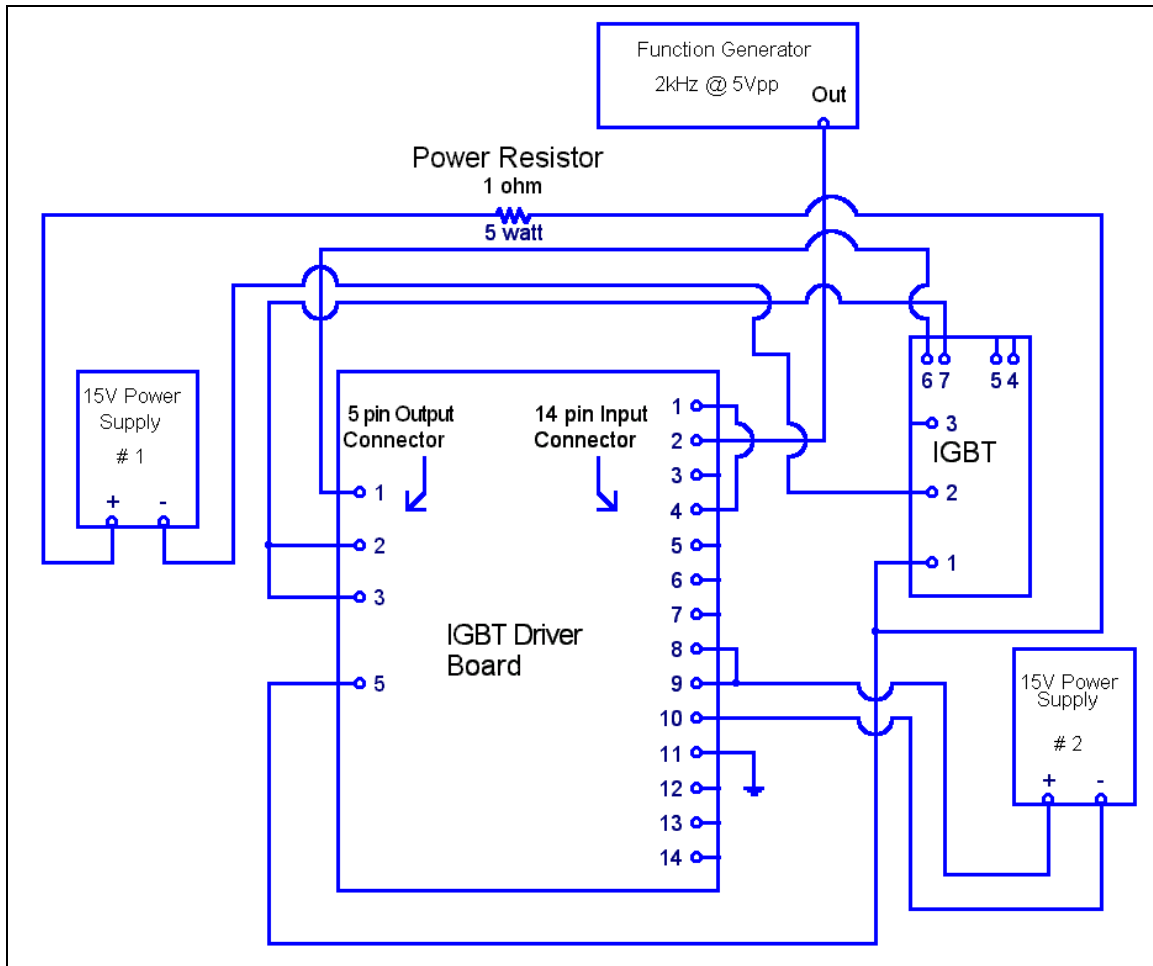 Function Generator
2kHz @ 5Vpp
Out
Power Resistor
1 ohm
5 watt
15V Power
Supply
# 1
+ -
5 pin Output
Connector
14 pin Input
Connector
1
2
3
5
IGBT Driver
Board
1
2
3
4
5
6
7
8
9
10
11
12
13
14
6 7 5 4
3
IGBT
2
1
15V Power
Supply
# 2
+ -